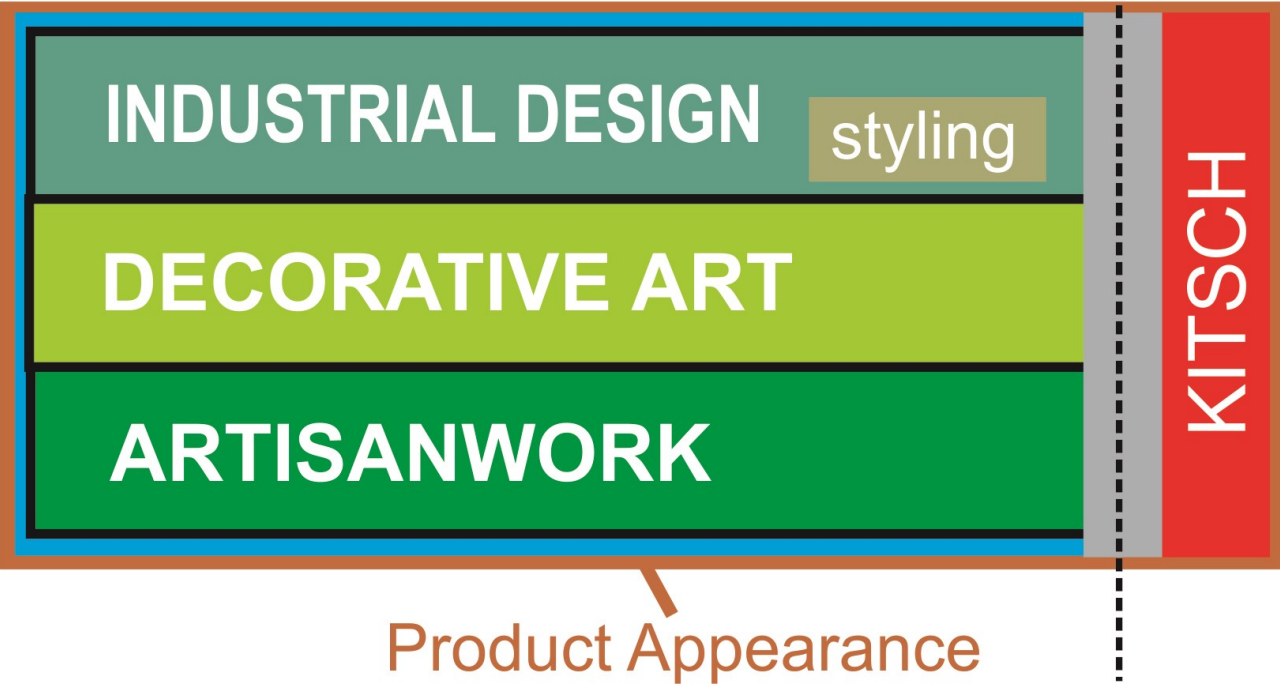 INDUSTRIAL DESIGN
styling
DECORATIVE ART
ARTISANWORK
KITSCH
Product Appearance